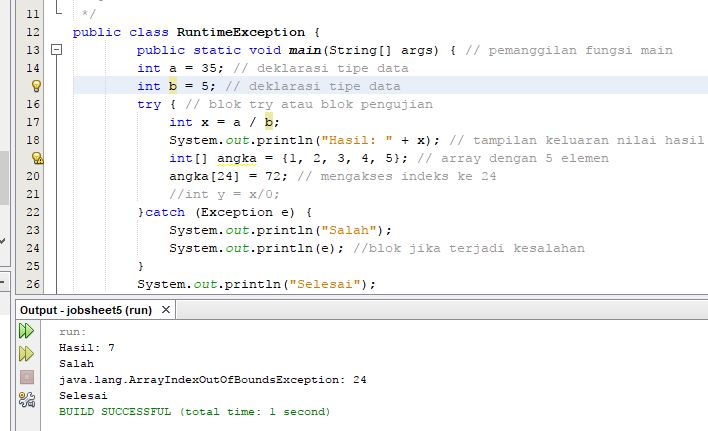 11 */
12 public class RuntimeException {
13 public static void main(String[] args) { // pemanggilan fungsi main
14 int a = 35; // deklarasi tipe data
int b = 5; // deklarasi tipe data
16 try { // blok try atau blok pengujian
17 int x = a / b;
18 System.out.println("Hasil: " + x); // tampilan keluaran nilai hasil
int[] angka = {1, 2, 3, 4, 5}; // array dengan 5 elemen
20 angka[24] = 72; // mengakses indeks ke 24
21 //int y = x/0;
22 }catch (Exception e) {
23 System.out.println("Salah");
24 System.out.println(e); //blok jika terjadi kesalahan
25 }
26 System.out.println("Selesai");
Output - jobsheet5 (run) ×
run:
Hasil: 7
Salah
java.lang.ArrayIndexOutOfBoundsException: 24
Selesai
BUILD SUCCESSFUL (total time: 1 second)